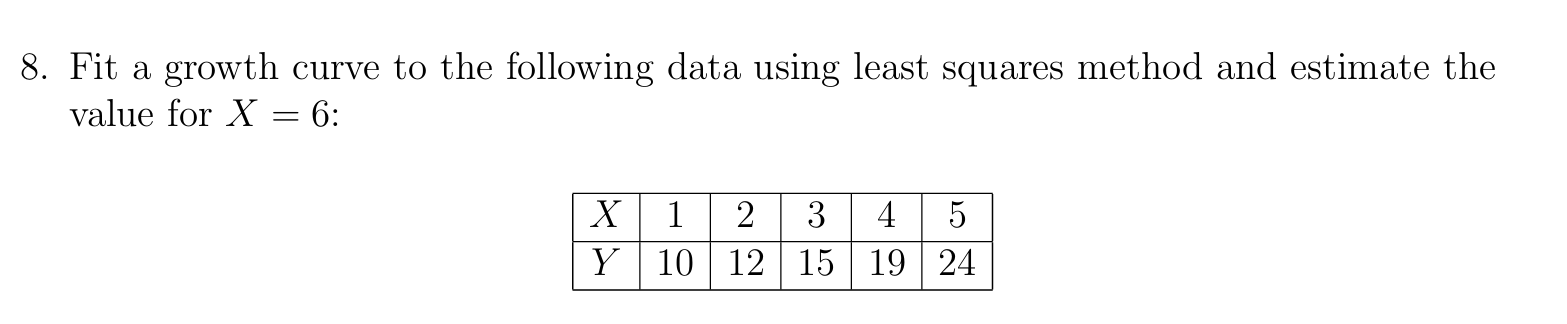 8. Fit a growth curve to the following data using least squares method and estimate the
value for X = 6:
X 1 2 3 4 5
Y 10 12 15 19 24